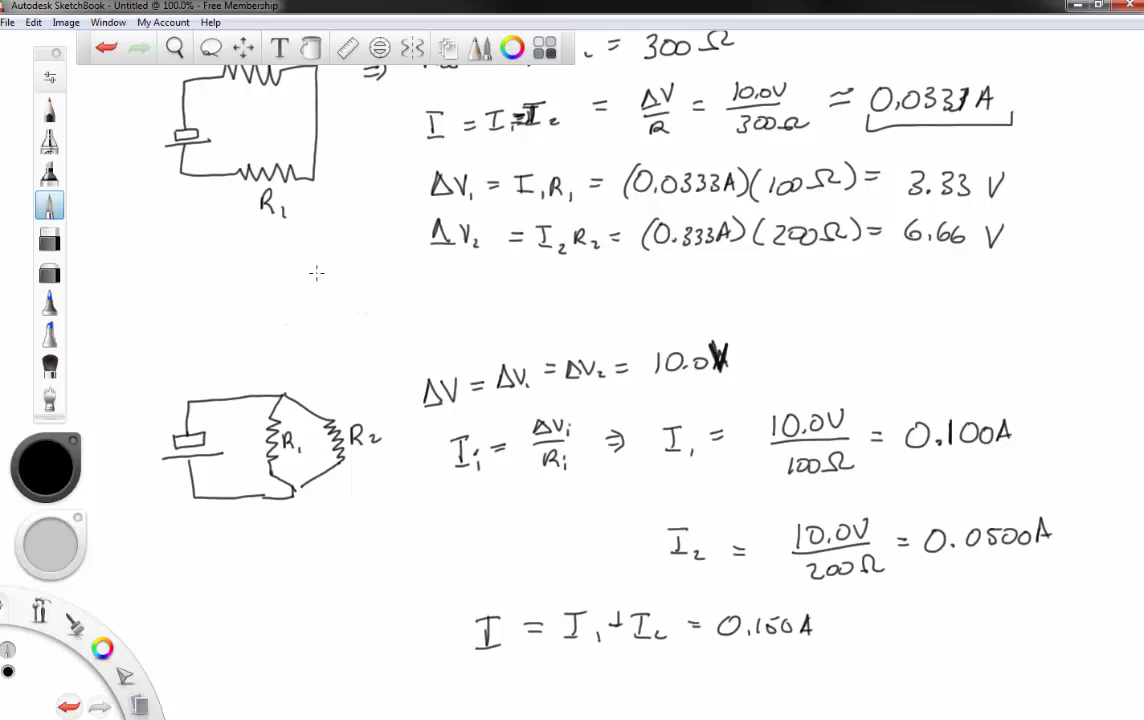 Autodesk SketchBook - Untitled @ 100.0% - Free Membership
File Edit Image Window My Account Help
= 300 Ω
⇒
I = I₁ = I₂ = ΔV/R = 10.0V/300Ω ≈ 0.0333A
ΔV₁ = I₁R₁ = (0.0333A)(100Ω) = 3.33 V
R₁
ΔV₂ = I₂R₂ = (0.333A)(200Ω) = 6.66 V
ΔV = ΔV₁ = ΔV₂ = 10.0V
R₁ R₂
Iᵢ = ΔVᵢ/Rᵢ ⇒ I₁ = 10.0V/100Ω = 0.100A
I₂ = 10.0V/200Ω = 0.0500A
I = I₁ + I₂ = 0.150A